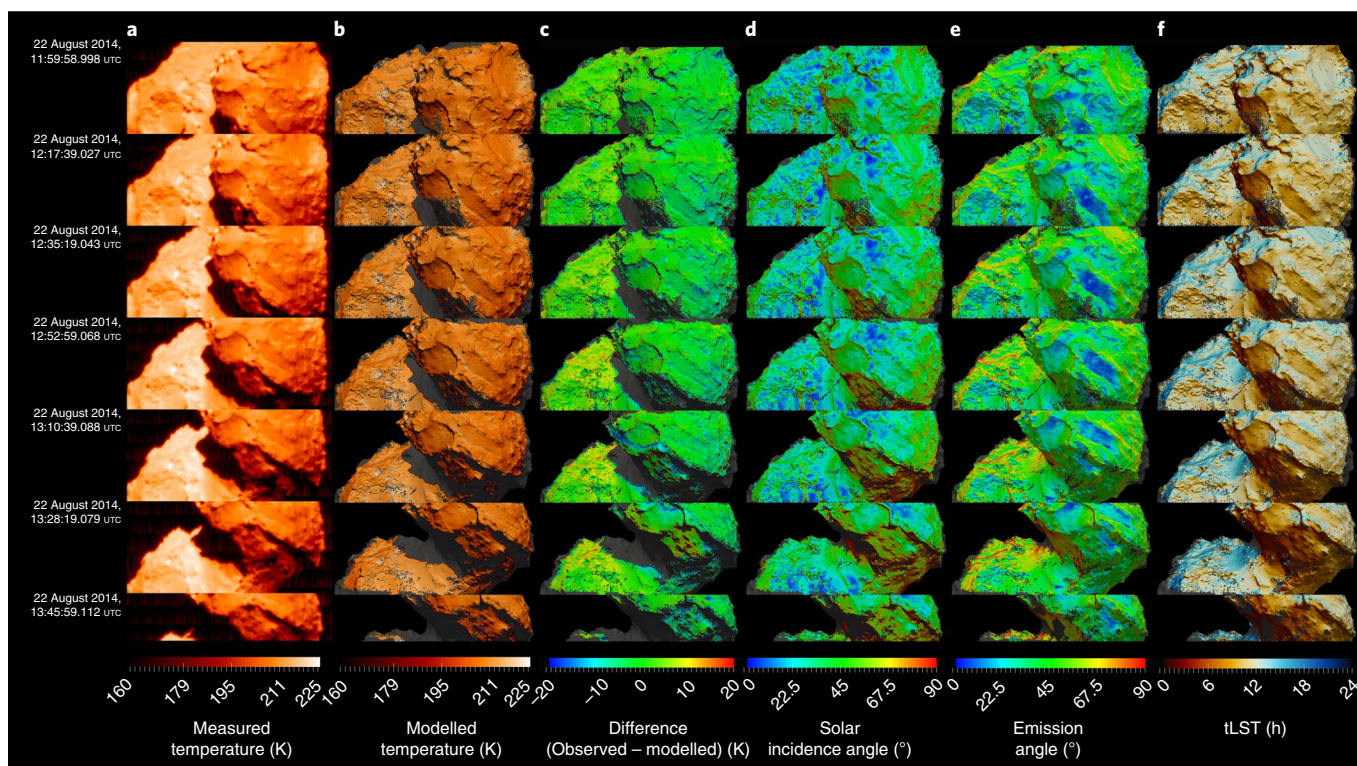 a b c d e f
22 August 2014,
11:59:58.998 UTC
22 August 2014,
12:17:39.027 UTC
22 August 2014,
12:35:19.043 UTC
22 August 2014,
12:52:59.068 UTC
22 August 2014,
13:10:39.088 UTC
22 August 2014,
13:28:19.079 UTC
22 August 2014,
13:45:59.112 UTC
160 179 195 211 225
Measured
temperature (K)
160 179 195 211 225
Modelled
temperature (K)
−20 −10 0 10 20
Difference
(Observed – modelled) (K)
0 22.5 45 67.5 90
Solar
incidence angle (°)
0 22.5 45 67.5 90
Emission
angle (°)
0 6 12 18 24
tLST (h)